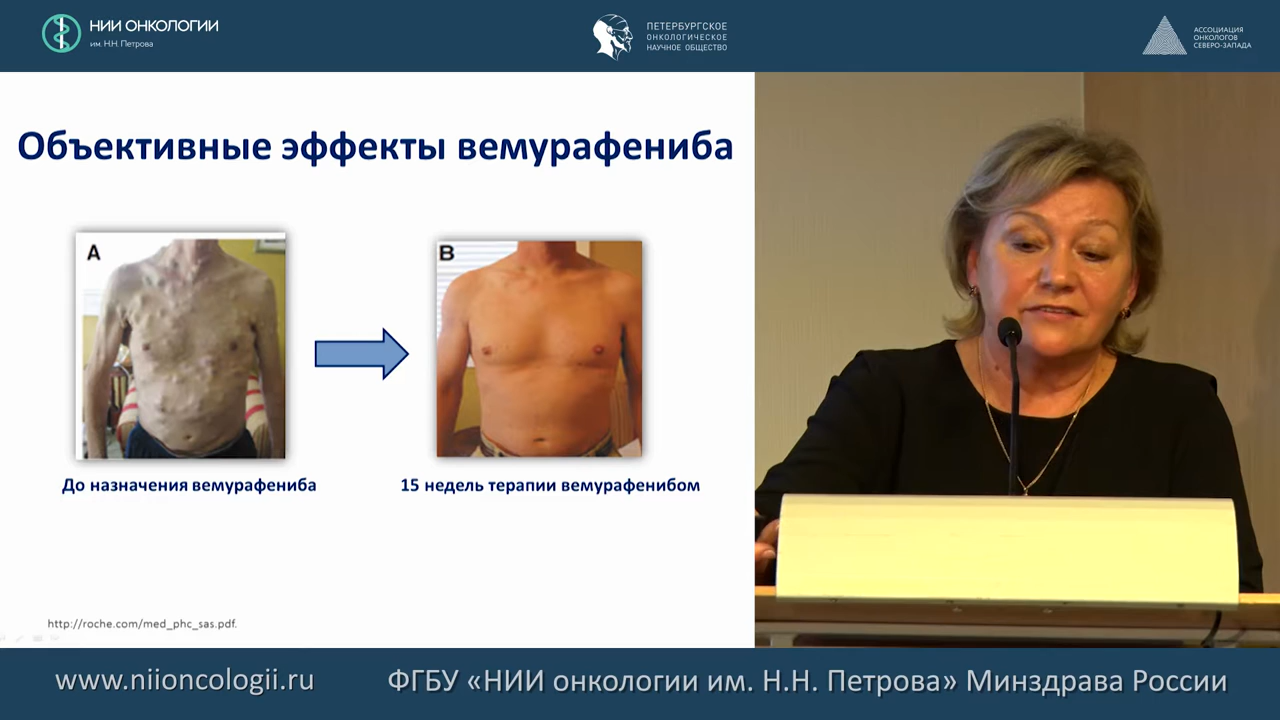 НИИ ОНКОЛОГИИ
им. Н.Н. Петрова
ПЕТЕРБУРГСКОЕ
ОНКОЛОГИЧЕСКОЕ
НАУЧНОЕ ОБЩЕСТВО
АССОЦИАЦИЯ
ОНКОЛОГОВ
СЕВЕРО-ЗАПАДА
Объективные эффекты вемурафениба
A
B
До назначения вемурафениба
15 недель терапии вемурафенибом
http://roche.com/med_phc_sas.pdf.
www.niioncologii.ru
ФГБУ «НИИ онкологии им. Н.Н. Петрова» Минздрава России